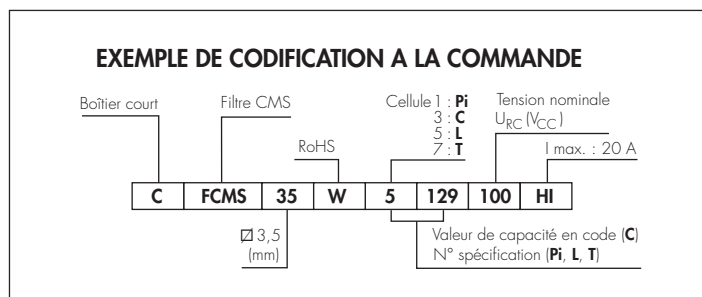 EXEMPLE DE CODIFICATION A LA COMMANDE
Boîtier court
Filtre CMS
RoHS
Cellule 1 : Pi
3 : C
5 : L
7 : T
Tension nominale
URC (VCC)
I max. : 20 A
C FCMS 35 W 5 129 100 HI
3,5
(mm)
Valeur de capacité en code (C)
N° spécification (Pi, L, T)